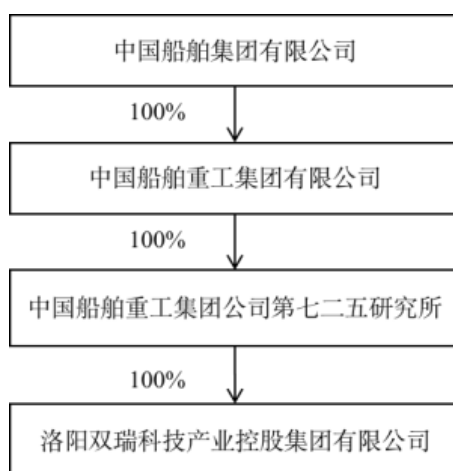 中国船舶集团有限公司
100%
中国船舶重工集团有限公司
100%
中国船舶重工集团公司第七二五研究所
100%
洛阳双瑞科技产业控股集团有限公司